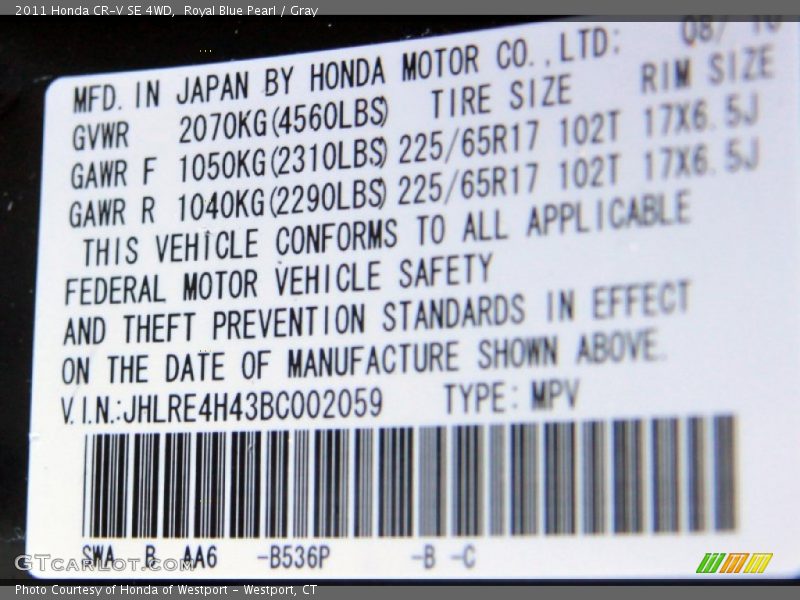 2011 Honda CR-V SE 4WD, Royal Blue Pearl / Gray
08/ 10
MFD. IN JAPAN BY HONDA MOTOR CO.,LTD:
GVWR 2070KG(4560LBS) TIRE SIZE RIM SIZE
GAWR F 1050KG(2310LBS) 225/65R17 102T 17X6.5J
GAWR R 1040KG(2290LBS) 225/65R17 102T 17X6.5J
THIS VEHICLE CONFORMS TO ALL APPLICABLE
FEDERAL MOTOR VEHICLE SAFETY
AND THEFT PREVENTION STANDARDS IN EFFECT
ON THE DATE OF MANUFACTURE SHOWN ABOVE.
V.I.N.:JHLRE4H43BC002059 TYPE: MPV
SWA B AA6 -B536P -B -C
GTCarLot.com
Photo Courtesy of Honda of Westport - Westport, CT